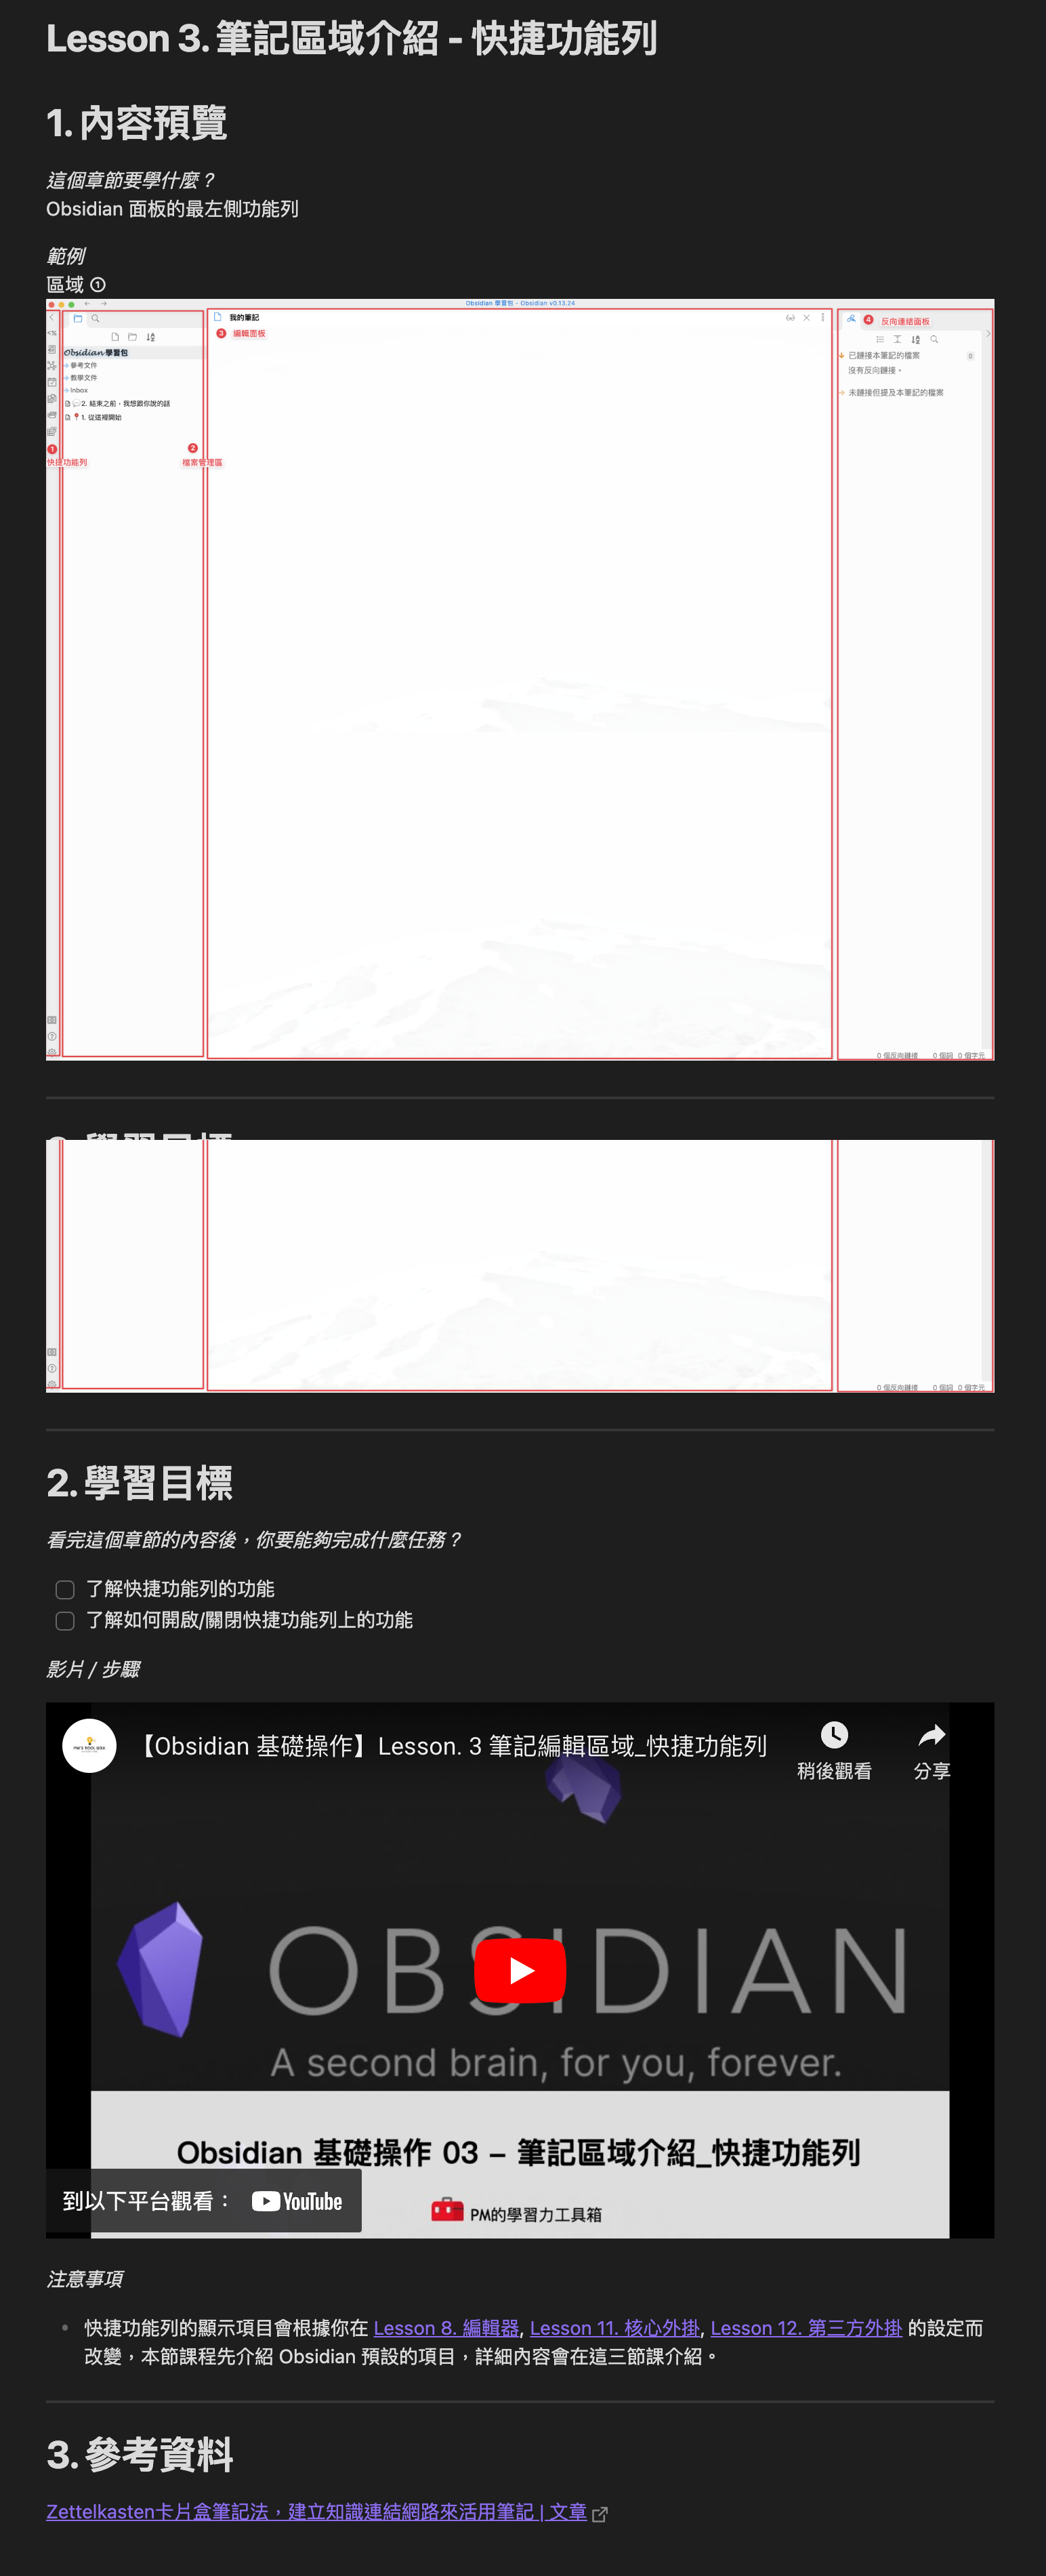 Lesson 3. 筆記區域介紹 - 快捷功能列
1. 內容預覽
這個章節要學什麼？
Obsidian 面板的最左側功能列
範例
區域 ①
Obsidian 學習包 - Obsidian v0.13.24
我的筆記
3 編輯面板
4 反向連結面板
Obsidian 學習包
參考文件
教學文件
Inbox
2. 結束之前，我想跟你說的話
1. 從這裡開始
1
快捷功能列
2
檔案管理區
已鏈接本筆記的檔案 0
沒有反向鏈接。
未鏈接但提及本筆記的檔案
0 個反向鏈接 0 個詞 0 個字元
0 個反向鏈接 0 個詞 0 個字元
2. 學習目標
看完這個章節的內容後，你要能夠完成什麼任務？
了解快捷功能列的功能
了解如何開啟/關閉快捷功能列上的功能
影片 / 步驟
【Obsidian 基礎操作】Lesson. 3 筆記編輯區域_快捷功能列
稍後觀看
分享
OBSIDIAN
A second brain, for you, forever.
Obsidian 基礎操作 03 – 筆記區域介紹_快捷功能列
PM的學習力工具箱
到以下平台觀看： YouTube
注意事項
快捷功能列的顯示項目會根據你在 Lesson 8. 編輯器, Lesson 11. 核心外掛, Lesson 12. 第三方外掛 的設定而
改變，本節課程先介紹 Obsidian 預設的項目，詳細內容會在這三節課介紹。
3. 參考資料
Zettelkasten卡片盒筆記法，建立知識連結網路來活用筆記 | 文章